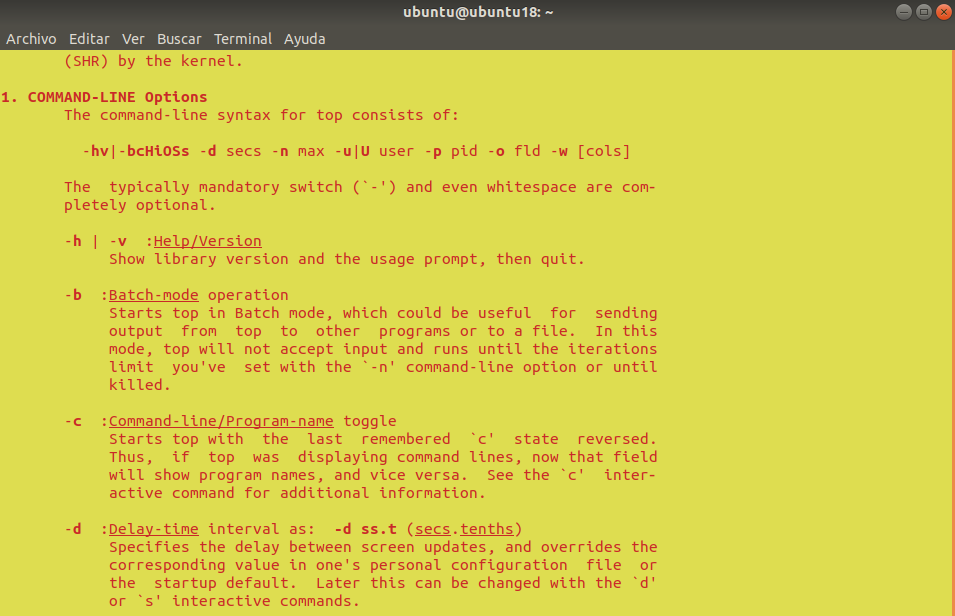 ubuntu@ubuntu18: ~
Archivo Editar Ver Buscar Terminal Ayuda
(SHR) by the kernel.
1. COMMAND-LINE Options
The command-line syntax for top consists of:
-hv|-bcHiOSs -d secs -n max -u|U user -p pid -o fld -w [cols]
The  typically mandatory switch (`-') and even whitespace are com-
pletely optional.
-h | -v  :Help/Version
Show library version and the usage prompt, then quit.
-b  :Batch-mode operation
Starts top in Batch mode, which could be useful  for  sending
output  from  top  to  other  programs or to a file.  In this
mode, top will not accept input and runs until the iterations
limit  you've  set with the `-n' command-line option or until
killed.
-c  :Command-line/Program-name toggle
Starts top with  the  last  remembered  `c'  state  reversed.
Thus,  if  top  was  displaying command lines, now that field
will show program names, and vice versa.  See the `c'  inter-
active command for additional information.
-d  :Delay-time interval as:  -d ss.t (secs.tenths)
Specifies the delay between screen updates, and overrides the
corresponding value in one's personal configuration  file  or
the  startup default.  Later this can be changed with the `d'
or `s' interactive commands.